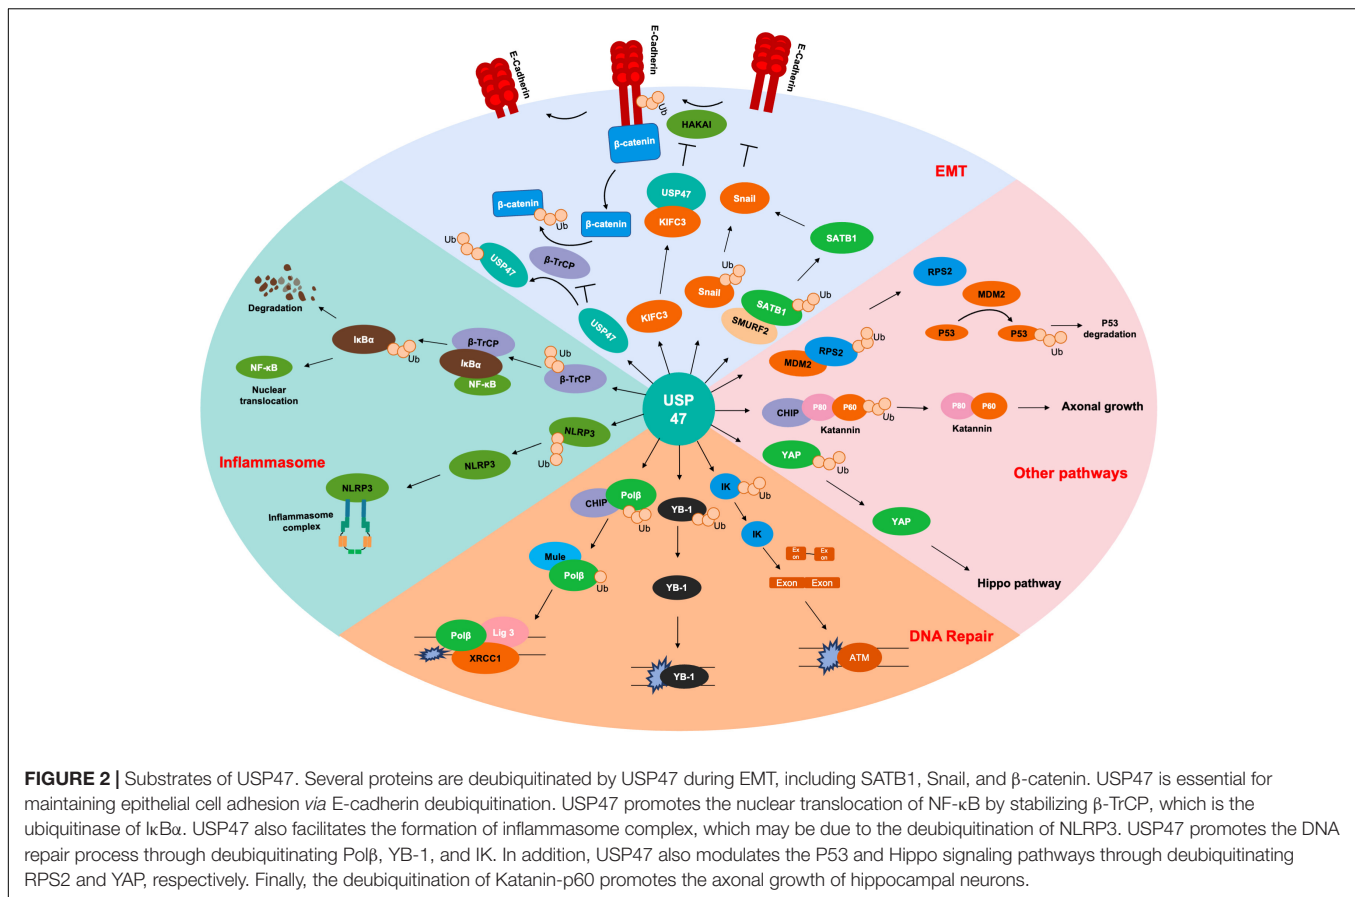 E-Cadherin
E-Cadherin
E-Cadherin
Ub
HAKAI
β-catenin
EMT
USP47
KIFC3
Snail
β-catenin
Ub
β-catenin
SATB1
Ub
USP47
β-TrCP
Ub
Snail
SATB1
Ub
SMURF2
KIFC3
USP47
RPS2
MDM2
P53
P53
Ub
P53
degradation
RPS2
Ub
MDM2
Degradation
IκBα
Ub
β-TrCP
IκBα
NF-κB
Ub
β-TrCP
NF-κB
Nuclear
translocation
USP
47
CHIP
P80
P60
Ub
Katannin
P80
P60
Katannin
Axonal growth
NLRP3
Ub
NLRP3
Inflammasome
NLRP3
Inflammasome
complex
YAP
Ub
Other pathways
YAP
Hippo pathway
CHIP
Polβ
Ub
YB-1
Ub
IK
Ub
IK
Mule
Polβ
Ub
YB-1
Ex
on
Ex
on
Exon
Exon
DNA Repair
Polβ
Lig 3
XRCC1
YB-1
ATM
FIGURE 2 | Substrates of USP47. Several proteins are deubiquitinated by USP47 during EMT, including SATB1, Snail, and β-catenin. USP47 is essential for
maintaining epithelial cell adhesion via E-cadherin deubiquitination. USP47 promotes the nuclear translocation of NF-κB by stabilizing β-TrCP, which is the
ubiquitinase of IκBα. USP47 also facilitates the formation of inflammasome complex, which may be due to the deubiquitination of NLRP3. USP47 promotes the DNA
repair process through deubiquitinating Polβ, YB-1, and IK. In addition, USP47 also modulates the P53 and Hippo signaling pathways through deubiquitinating
RPS2 and YAP, respectively. Finally, the deubiquitination of Katanin-p60 promotes the axonal growth of hippocampal neurons.